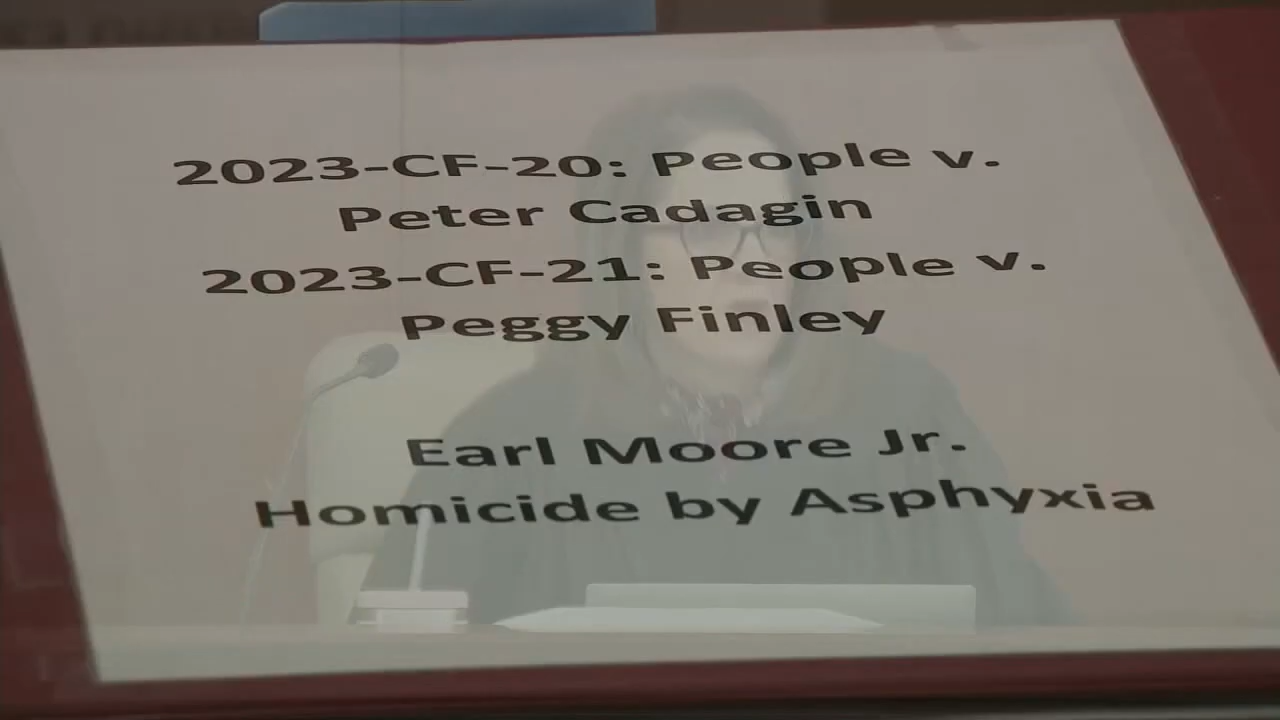 2023-CF-20: People v.
Peter Cadagin
2023-CF-21: People v.
Peggy Finley
Earl Moore Jr.
Homicide by Asphyxia